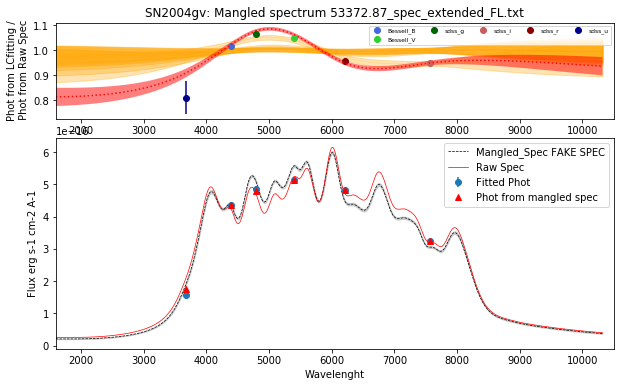 SN2004gv: Mangled spectrum 53372.87_spec_extended_FL.txt
Phot from LCfitting /
Phot from Raw Spec
1.1
1.0
0.9
0.8
Bessell_B
Bessell_V
sdss_g
sdss_i
sdss_r
sdss_u
2000 3000 4000 5000 6000 7000 8000 9000 10000
Flux erg s-1 cm-2 A-1
6
5
4
3
2
1
0
Mangled_Spec FAKE SPEC
Raw Spec
Fitted Phot
Phot from mangled spec
2000 3000 4000 5000 6000 7000 8000 9000 10000
Wavelenght